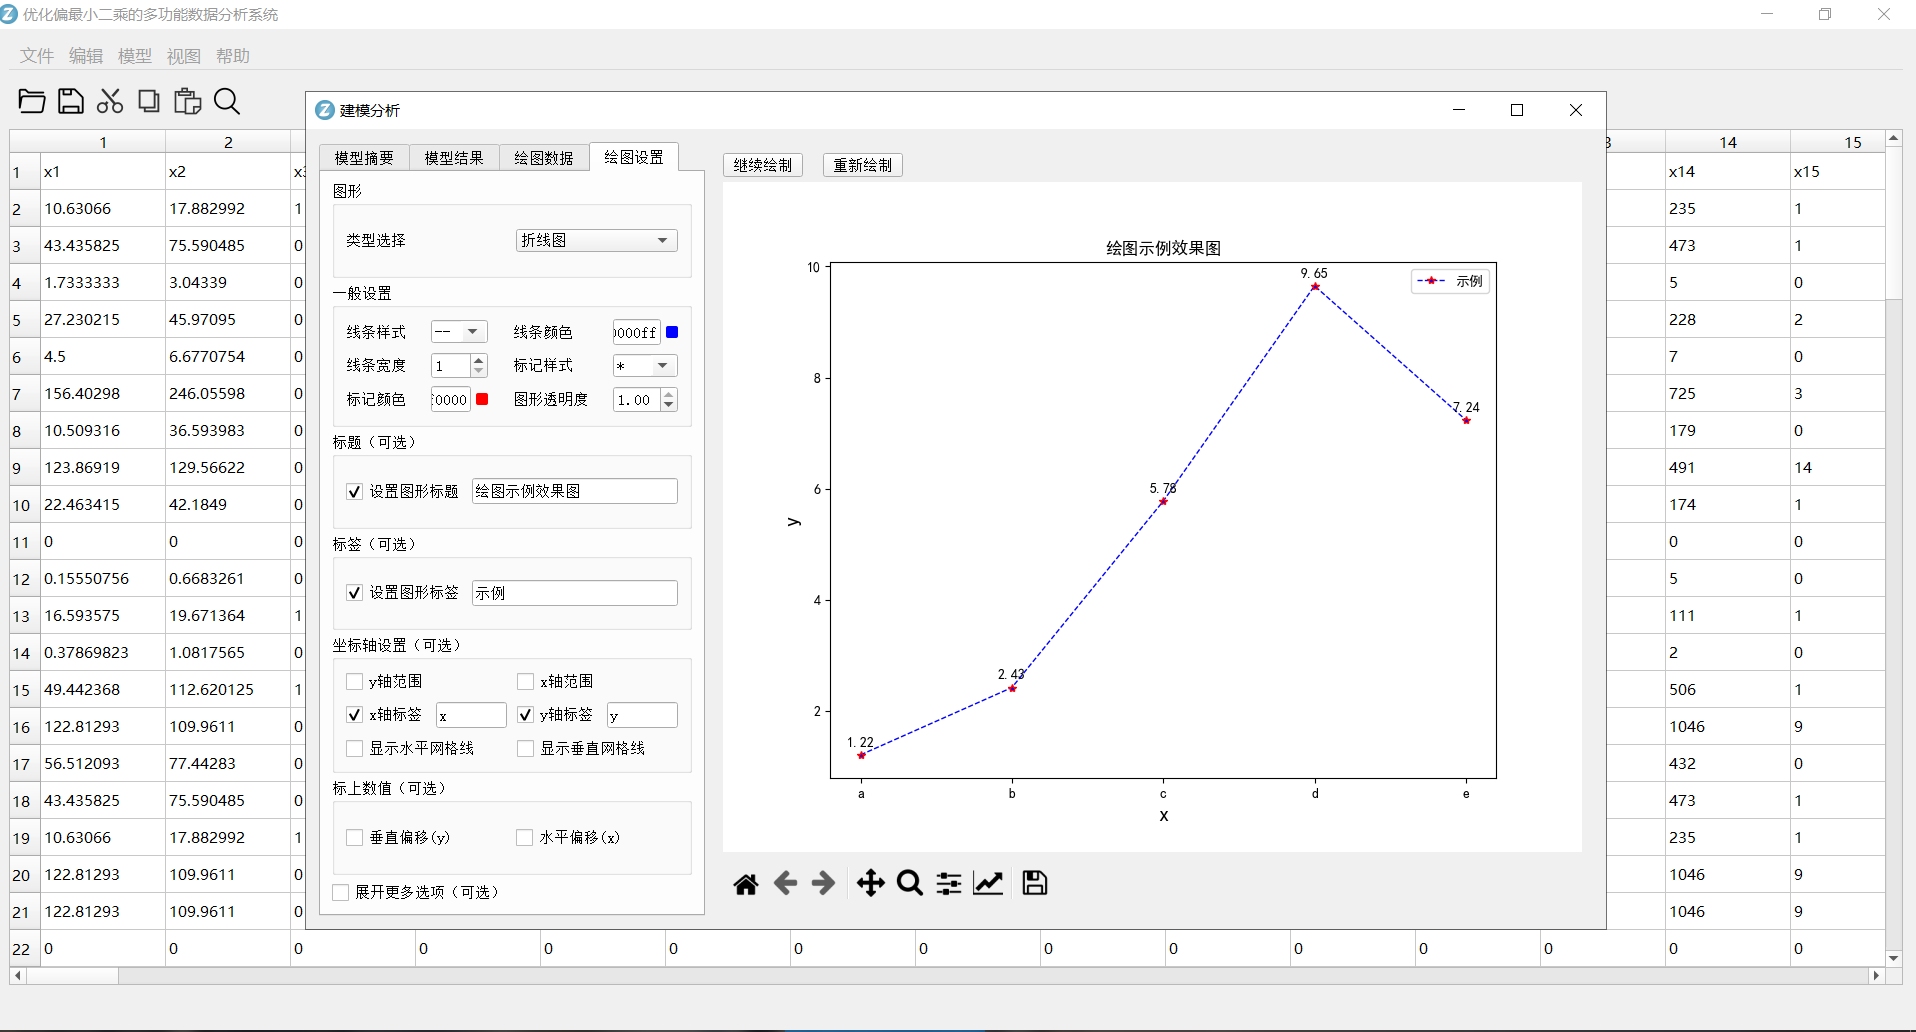 优化偏最小二乘的多功能数据分析系统
文件 编辑 模型 视图 帮助
建模分析
模型摘要 模型结果 绘图数据 绘图设置
继续绘制 重新绘制
图形
类型选择 折线图
一般设置
线条样式 -- 线条颜色 0000ff
线条宽度 1 标记样式 *
标记颜色 0000 图形透明度 1.00
标题（可选）
设置图形标题 绘图示例效果图
标签（可选）
设置图形标签 示例
坐标轴设置（可选）
y轴范围 x轴范围
x轴标签 x y轴标签 y
显示水平网格线 显示垂直网格线
标上数值（可选）
垂直偏移(y) 水平偏移(x)
展开更多选项（可选）
绘图示例效果图
示例
10
8
6
4
2
y
1.22
2.43
5.78
9.65
7.24
a b c d e
x
1 2 14 15
1 x1 x2 x14 x15
2 10.63066 17.882992 1 235 1
3 43.435825 75.590485 0 473 1
4 1.7333333 3.04339 0 5 0
5 27.230215 45.97095 0 228 2
6 4.5 6.6770754 0 7 0
7 156.40298 246.05598 0 725 3
8 10.509316 36.593983 0 179 0
9 123.86919 129.56622 0 491 14
10 22.463415 42.1849 0 174 1
11 0 0 0 0 0
12 0.15550756 0.6683261 0 5 0
13 16.593575 19.671364 1 111 1
14 0.37869823 1.0817565 0 2 0
15 49.442368 112.620125 1 506 1
16 122.81293 109.9611 0 1046 9
17 56.512093 77.44283 0 432 0
18 43.435825 75.590485 0 473 1
19 10.63066 17.882992 1 235 1
20 122.81293 109.9611 0 1046 9
21 122.81293 109.9611 0 1046 9
22 0 0 0 0 0 0 0 0 0 0 0 0 0 0 0